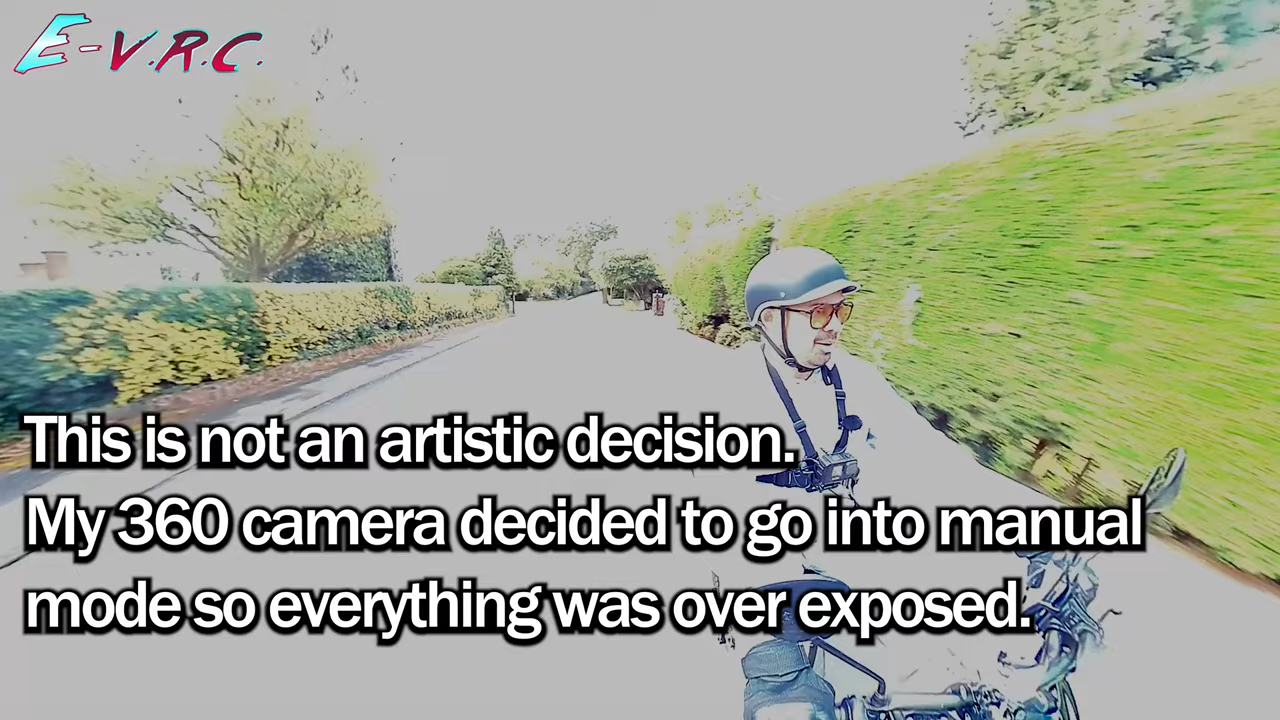 E-V.R.C.
This is not an artistic decision.
My 360 camera decided to go into manual
mode so everything was over exposed.